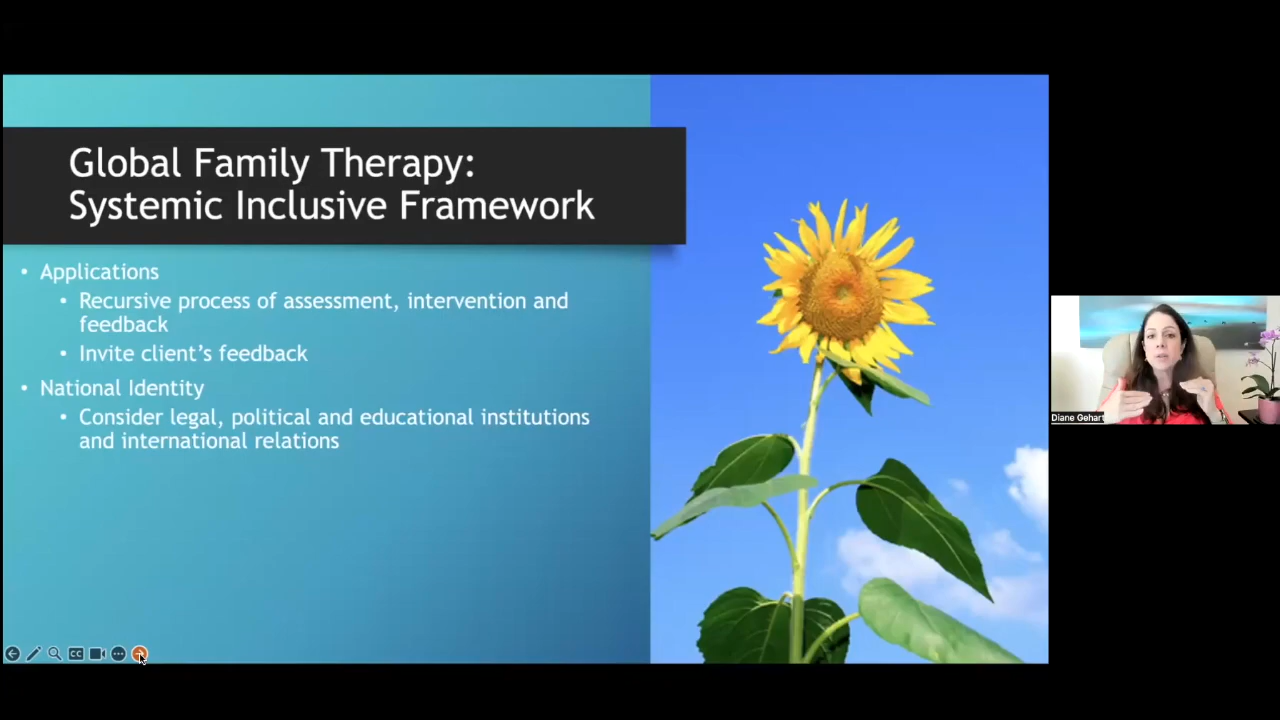 Global Family Therapy:
Systemic Inclusive Framework
• Applications
• Recursive process of assessment, intervention and
feedback
• Invite client’s feedback
• National Identity
• Consider legal, political and educational institutions
and international relations
Diane Gehart
CC